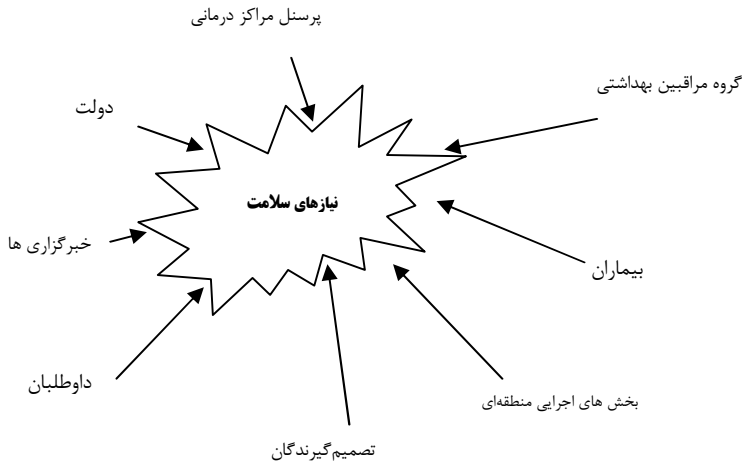 پرسنل مراکز درمانی
گروه مراقبین بهداشتی
دولت
نیازهای سلامت
خبرگزاری ها
بیماران
داوطلبان
بخش های اجرایی منطقه‌ای
تصمیم‌گیرندگان